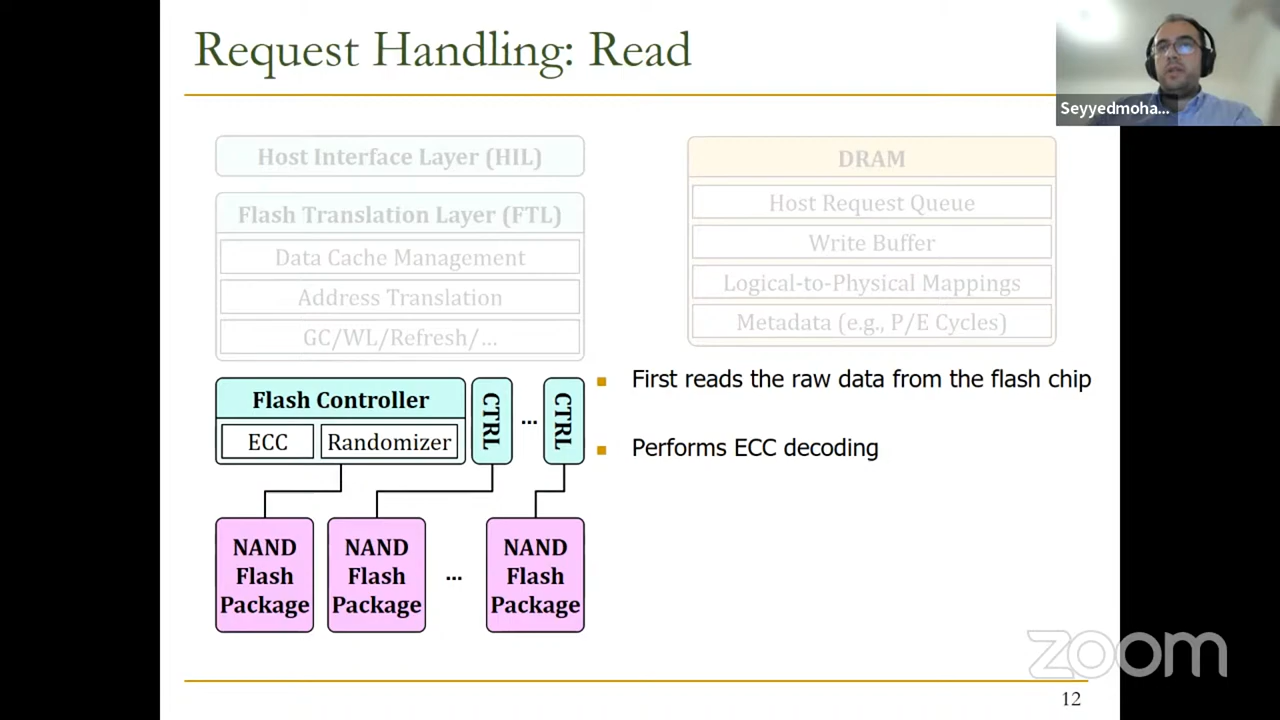 Request Handling: Read
Seyyedmoha...
Host Interface Layer (HIL)
Flash Translation Layer (FTL)
Data Cache Management
Address Translation
GC/WL/Refresh/...
DRAM
Host Request Queue
Write Buffer
Logical-to-Physical Mappings
Metadata (e.g., P/E Cycles)
Flash Controller
ECC
Randomizer
CTRL
...
CTRL
First reads the raw data from the flash chip
Performs ECC decoding
NAND
Flash
Package
NAND
Flash
Package
...
NAND
Flash
Package
zoom
12